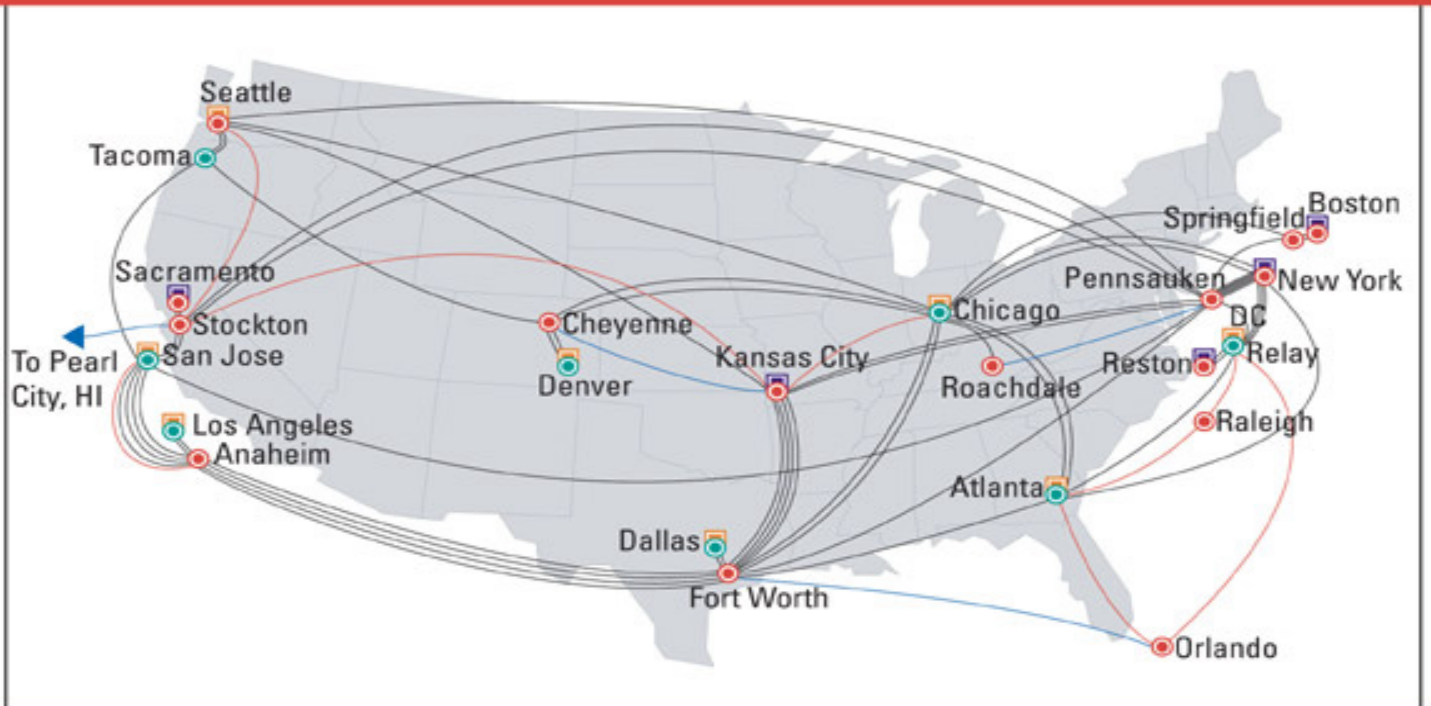 Seattle
Tacoma
Boston
Springfield
Sacramento
Pennsauken
New York
Stockton
Cheyenne
Chicago
DC
To Pearl
City, HI
San Jose
Kansas City
Reston
Relay
Denver
Roachdale
Los Angeles
Raleigh
Anaheim
Atlanta
Dallas
Fort Worth
Orlando